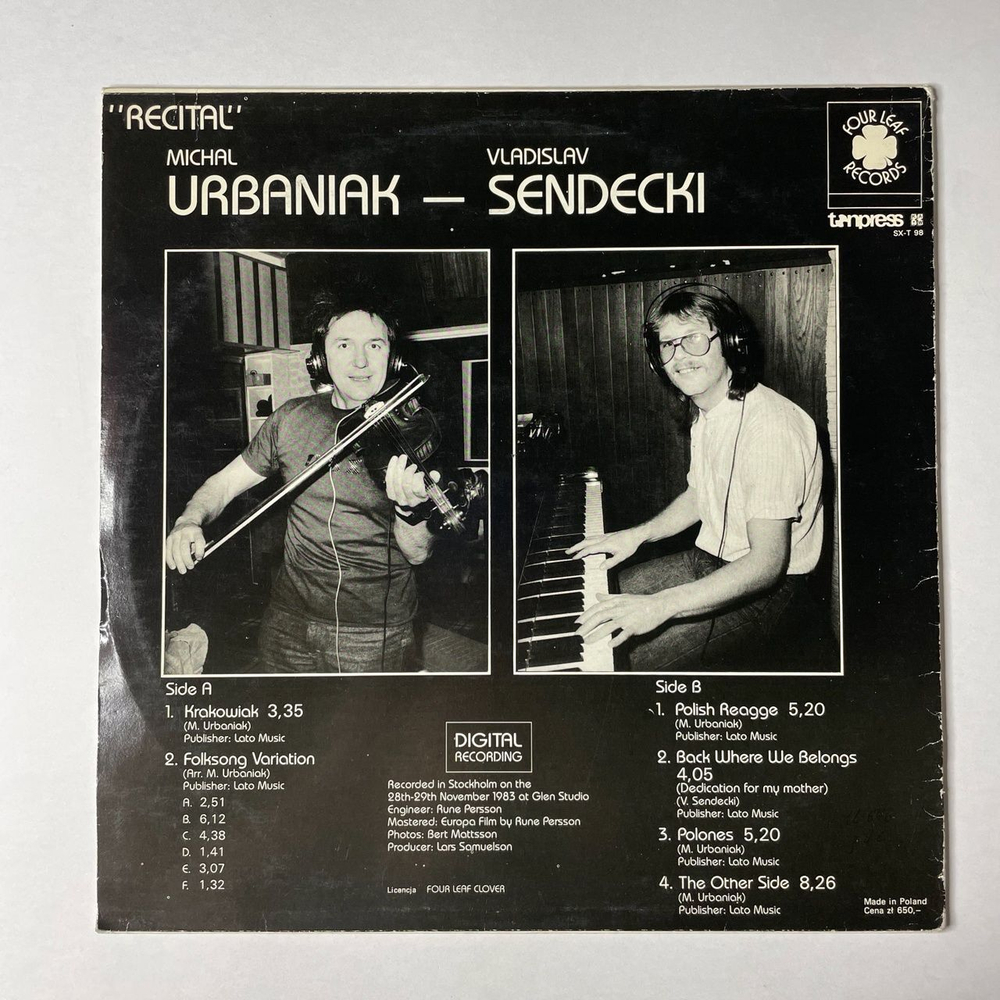 "RECITAL"
MICHAL
URBANIAK –
VLADISLAV
SENDECKI
FOUR LEAF
RECORDS
tonpress
SX-T 98
Side A
1. Krakowiak 3,35
(M. Urbaniak)
Publisher: Lato Music
2. Folksong Variation
(Arr. M. Urbaniak)
Publisher: Lato Music
A. 2,51
B. 6,12
C. 4,38
D. 1,41
E. 3,07
F. 1,32
DIGITAL
RECORDING
Recorded in Stockholm on the
28th-29th November 1983 at Glen Studio
Engineer: Rune Persson
Mastered: Europa Film by Rune Persson
Photos: Bert Mattsson
Producer: Lars Samuelson
Licencja FOUR LEAF CLOVER
Side B
1. Polish Reagge 5,20
(M. Urbaniak)
Publisher: Lato Music
2. Back Where We Belongs
4,05
(Dedication for my mother)
(V. Sendecki)
Publisher: Lato Music
3. Polones 5,20
(M. Urbaniak)
Publisher: Lato Music
4. The Other Side 8,26
(M. Urbaniak)
Publisher: Lato Music
Made in Poland
Cena zł 650,–